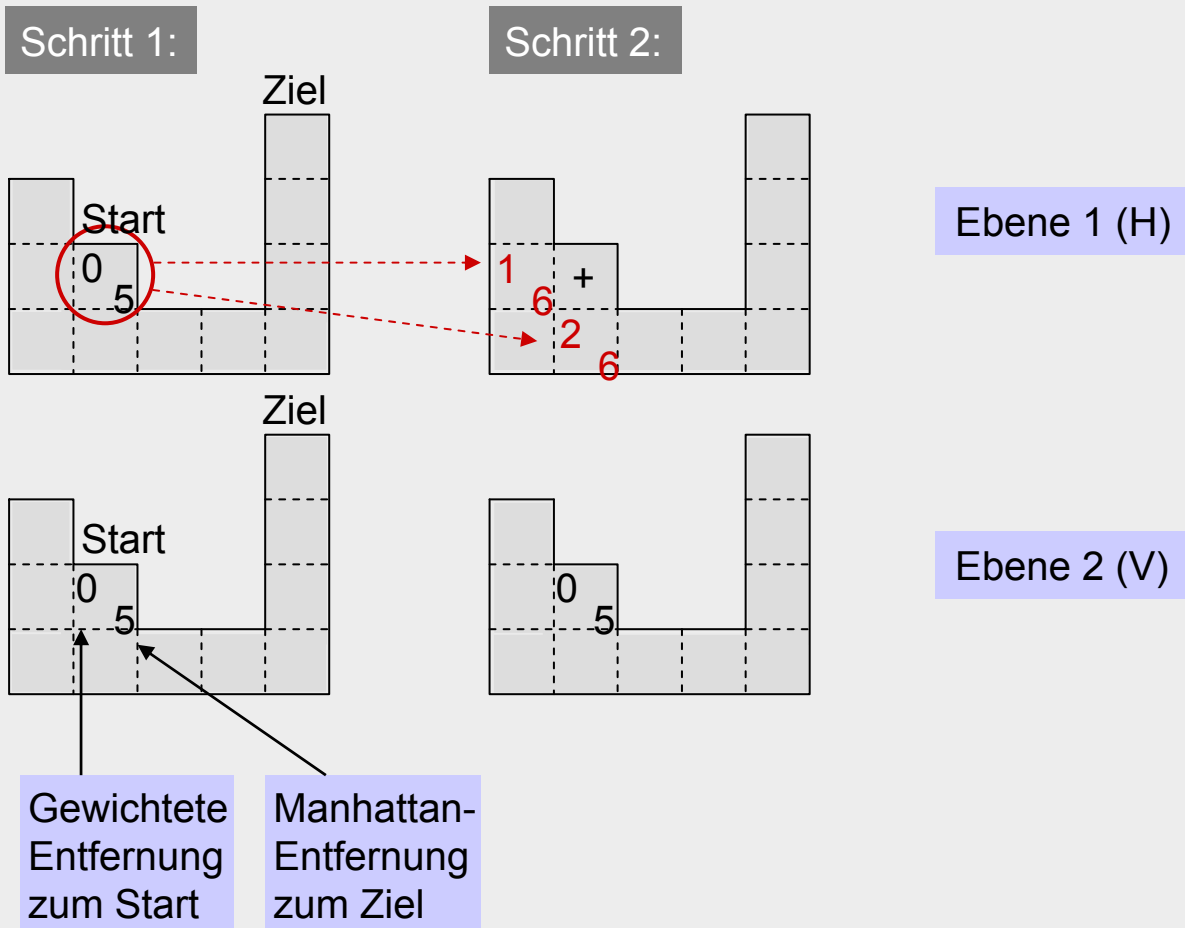 Schritt 1:
Schritt 2:
Ziel
Start
0
5
1
6
+
2
6
Ebene 1 (H)
Ziel
Start
0
5
0
5
Ebene 2 (V)
Gewichtete
Entfernung
zum Start
Manhattan-
Entfernung
zum Ziel